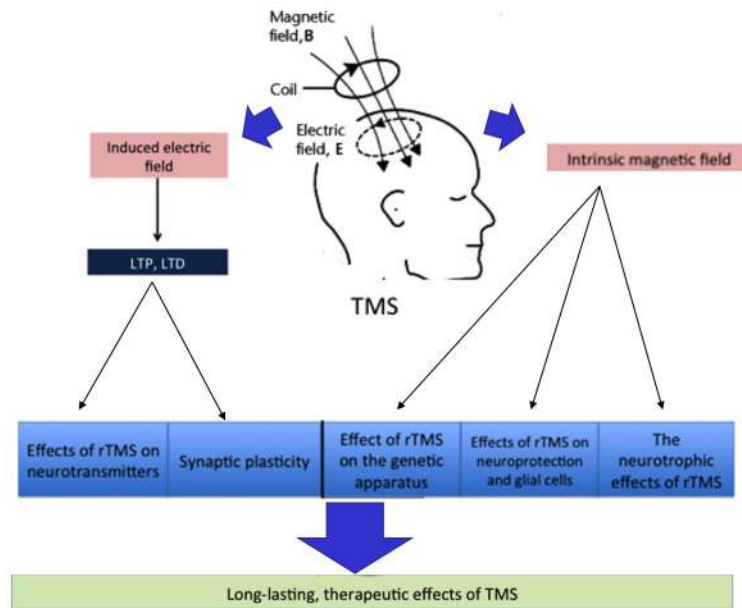 Magnetic
field, B
Coil
Electric
field, E
Induced electric
field
Intrinsic magnetic field
LTP, LTD
TMS
Effects of rTMS on
neurotransmitters
Synaptic plasticity
Effect of rTMS
on the genetic
apparatus
Effects of rTMS on
neuroprotection
and glial cells
The
neurotrophic
effects of rTMS
Long-lasting, therapeutic effects of TMS